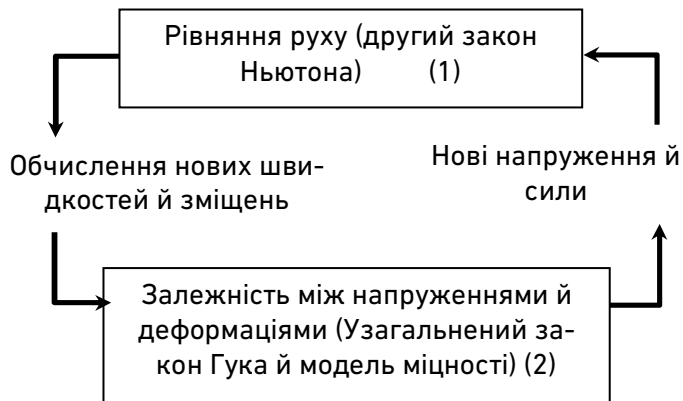 Рівняння руху (другий закон
Ньютона) (1)
Обчислення нових шви-
дкостей й зміщень
Нові напруження й
сили
Залежність між напруженнями й
деформаціями (Узагальнений за-
кон Гука й модель міцності) (2)